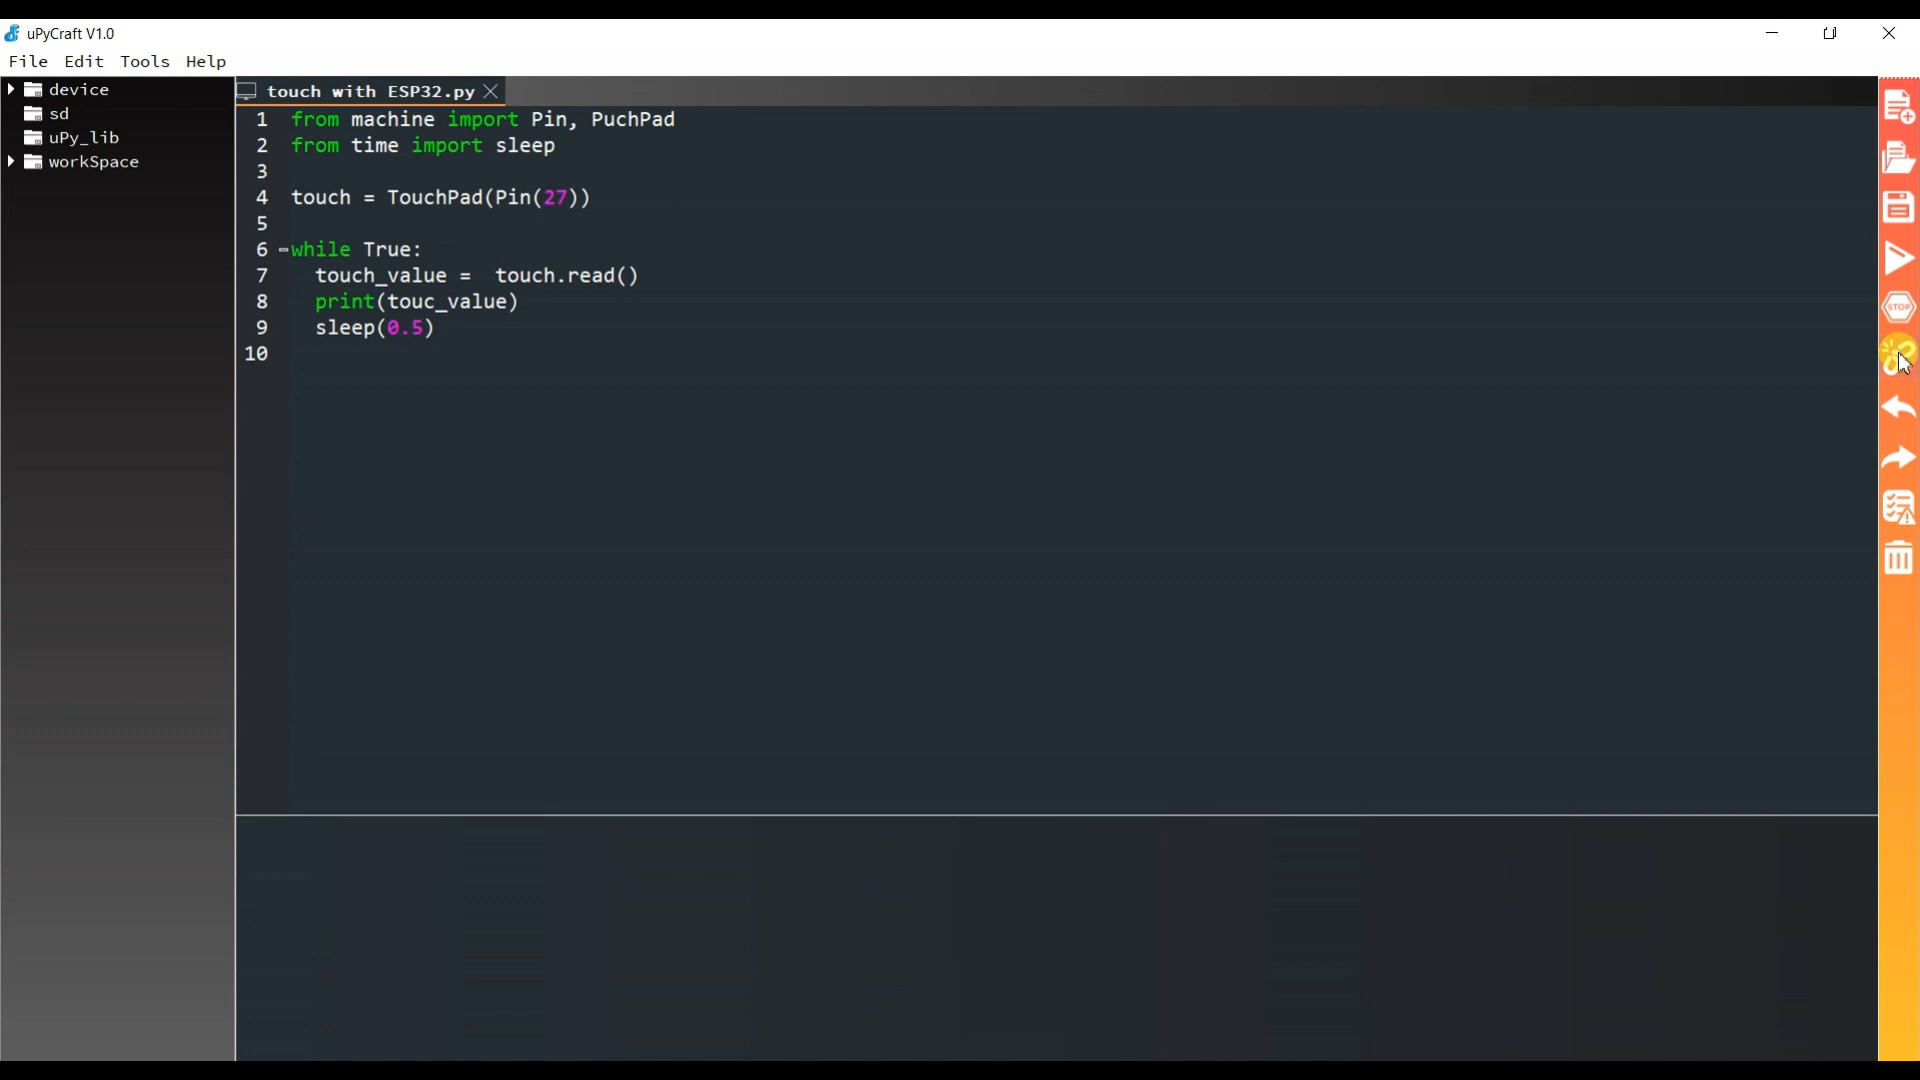 uPyCraft V1.0
File Edit Tools Help
device
sd
uPy_lib
workSpace
touch with ESP32.py
1 from machine import Pin, PuchPad
2 from time import sleep
3
4 touch = TouchPad(Pin(27))
5
6 while True:
7 touch_value =  touch.read()
8 print(touc_value)
9 sleep(0.5)
10
STOP